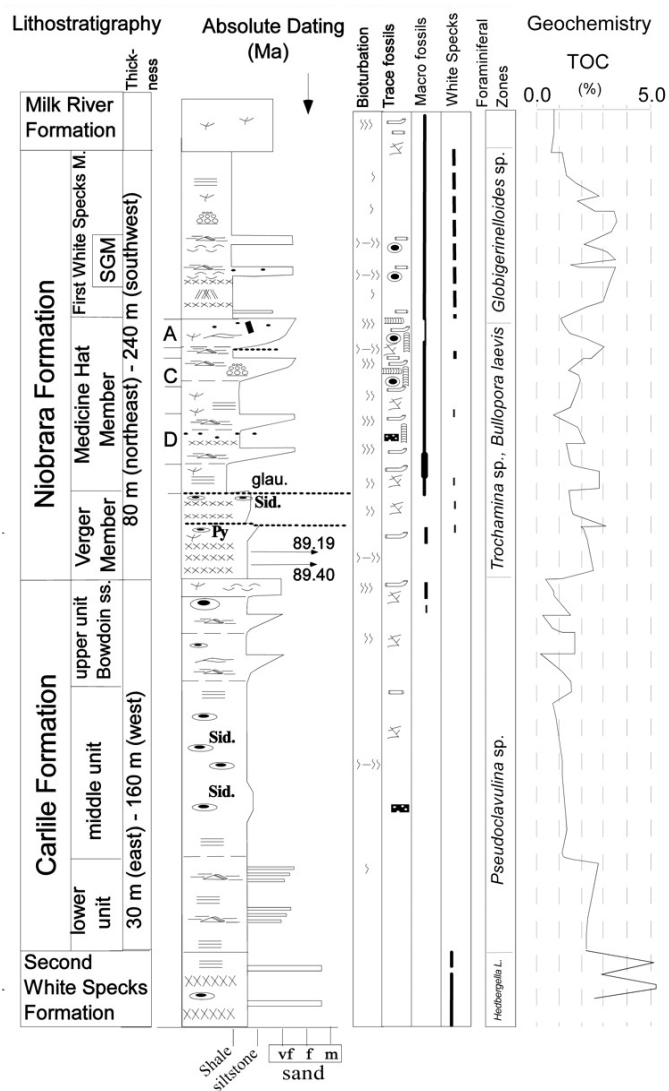 Lithostratigraphy
Absolute Dating
(Ma)
Geochemistry
TOC
(%)
0.0
5.0
Thick-
ness
Bioturbation
Trace fossils
Macro fossils
White Specks
Foraminiferal
Zones
Milk River
Formation
Niobrara Formation
First White Specks M.
SGM
Medicine Hat
Member
Verger
Member
80 m (northeast) - 240 m (southwest)
A
C
D
glau.
Sid.
Py
89.19
89.40
Globigerinelloides sp.
Trochamina sp., Bullopora laevis
Carlile Formation
upper unit
Bowdoin ss.
middle unit
lower
unit
30 m (east) - 160 m (west)
Sid.
Sid.
Pseudoclavulina sp.
Second
White Specks
Formation
Hedbergella L.
Shale
siltstone
vf f m
sand